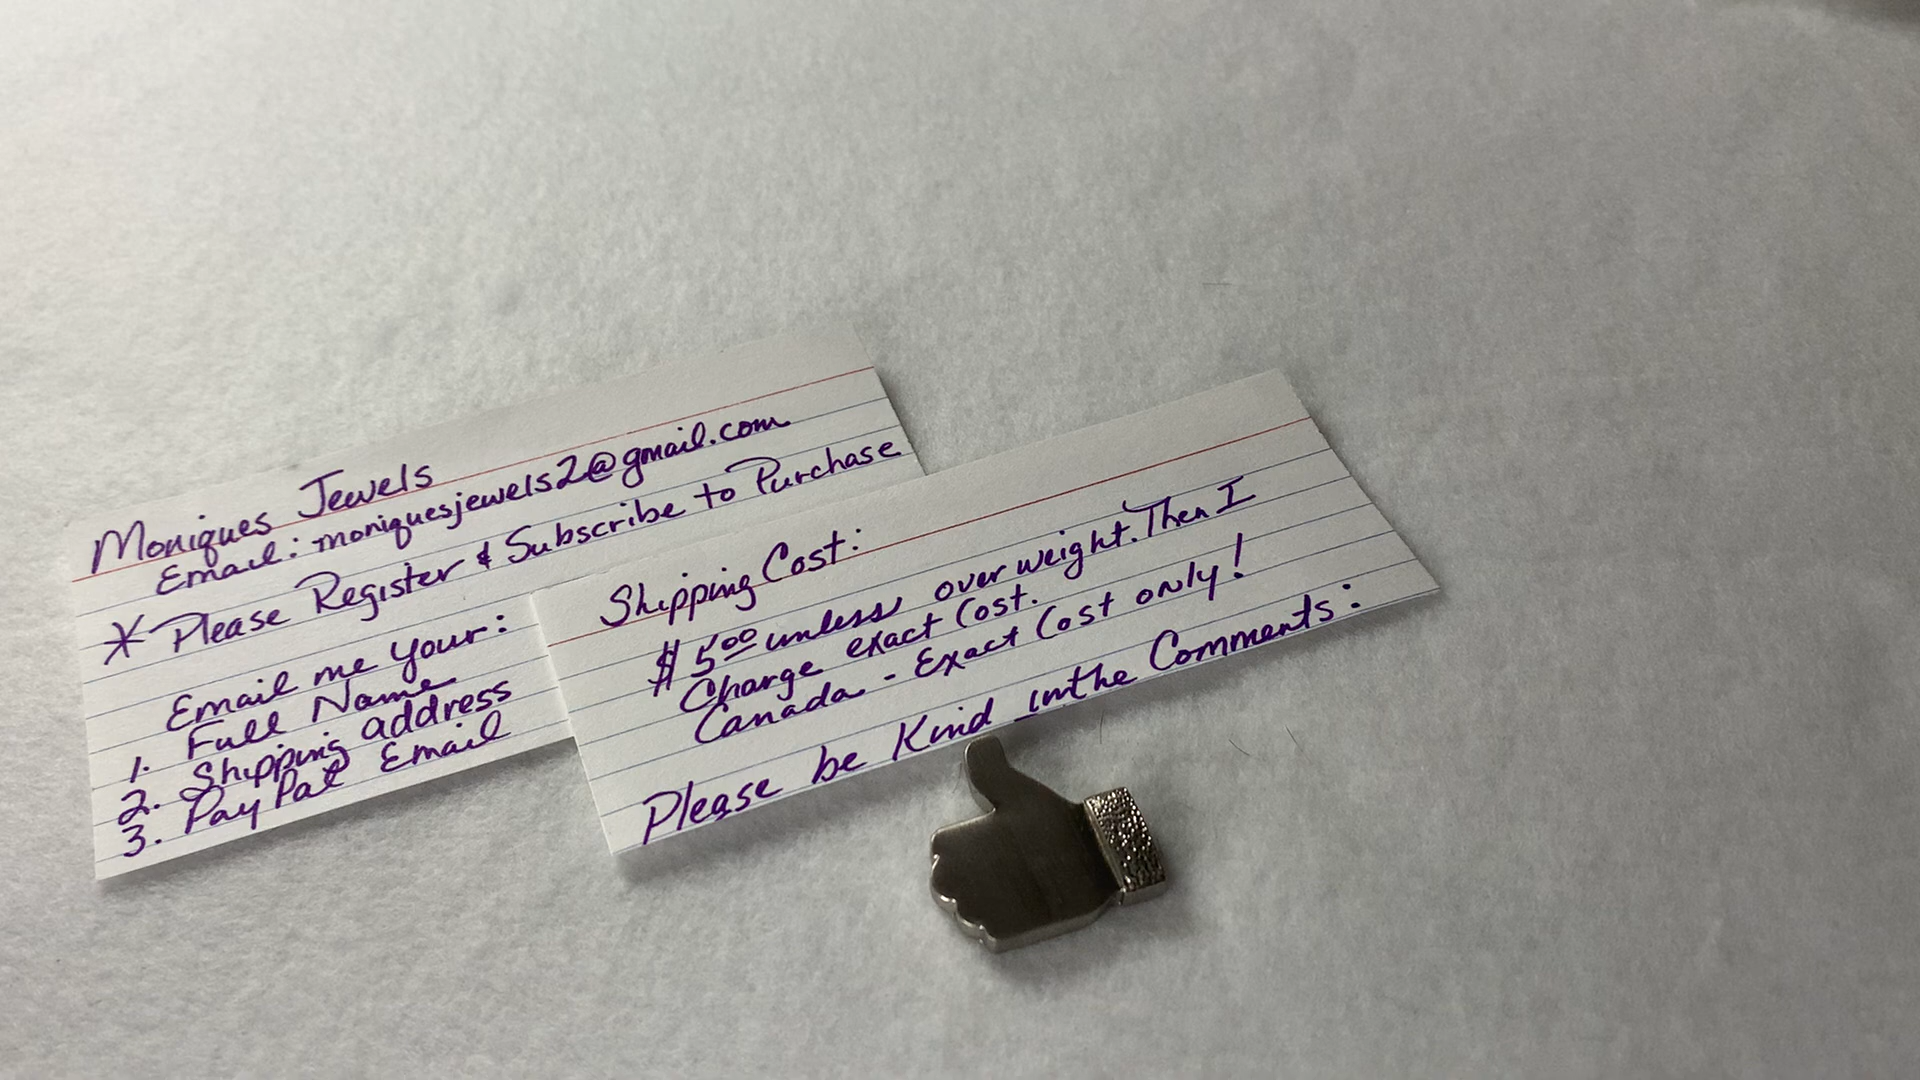 Moniques Jewels
Email: moniquesjewels2@gmail.com
* Please Register & Subscribe to Purchase
Email me your:
1. Full Name
2. Shipping address
3. PayPal Email
Shipping Cost:
$5.00 unless over weight. Then I
Charge exact Cost.
Canada - Exact Cost only!
Please be Kind in the Comments: